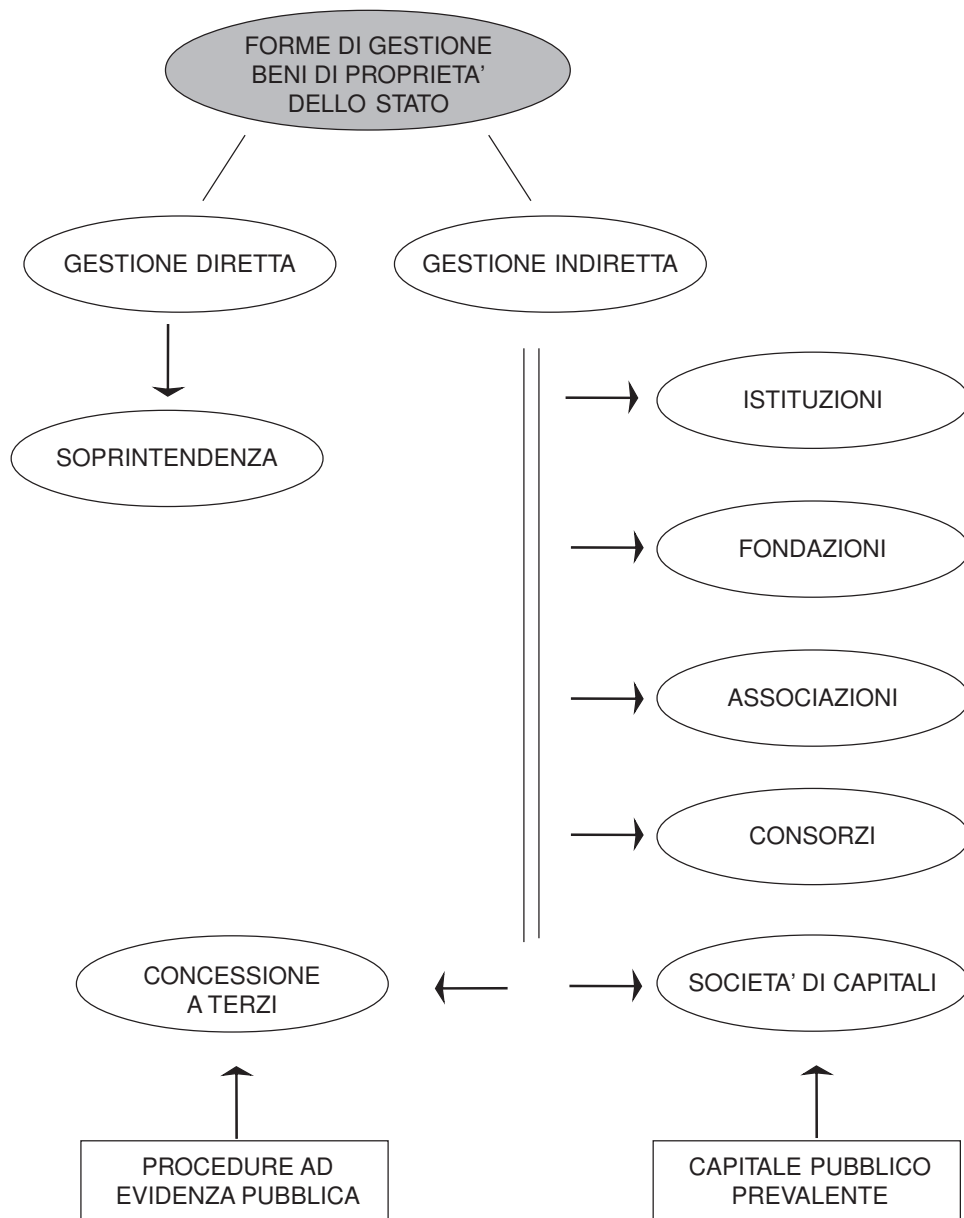 FORME DI GESTIONE
BENI DI PROPRIETA’
DELLO STATO
GESTIONE DIRETTA
GESTIONE INDIRETTA
ISTITUZIONI
SOPRINTENDENZA
FONDAZIONI
ASSOCIAZIONI
CONSORZI
CONCESSIONE
A TERZI
SOCIETA’ DI CAPITALI
PROCEDURE AD
EVIDENZA PUBBLICA
CAPITALE PUBBLICO
PREVALENTE